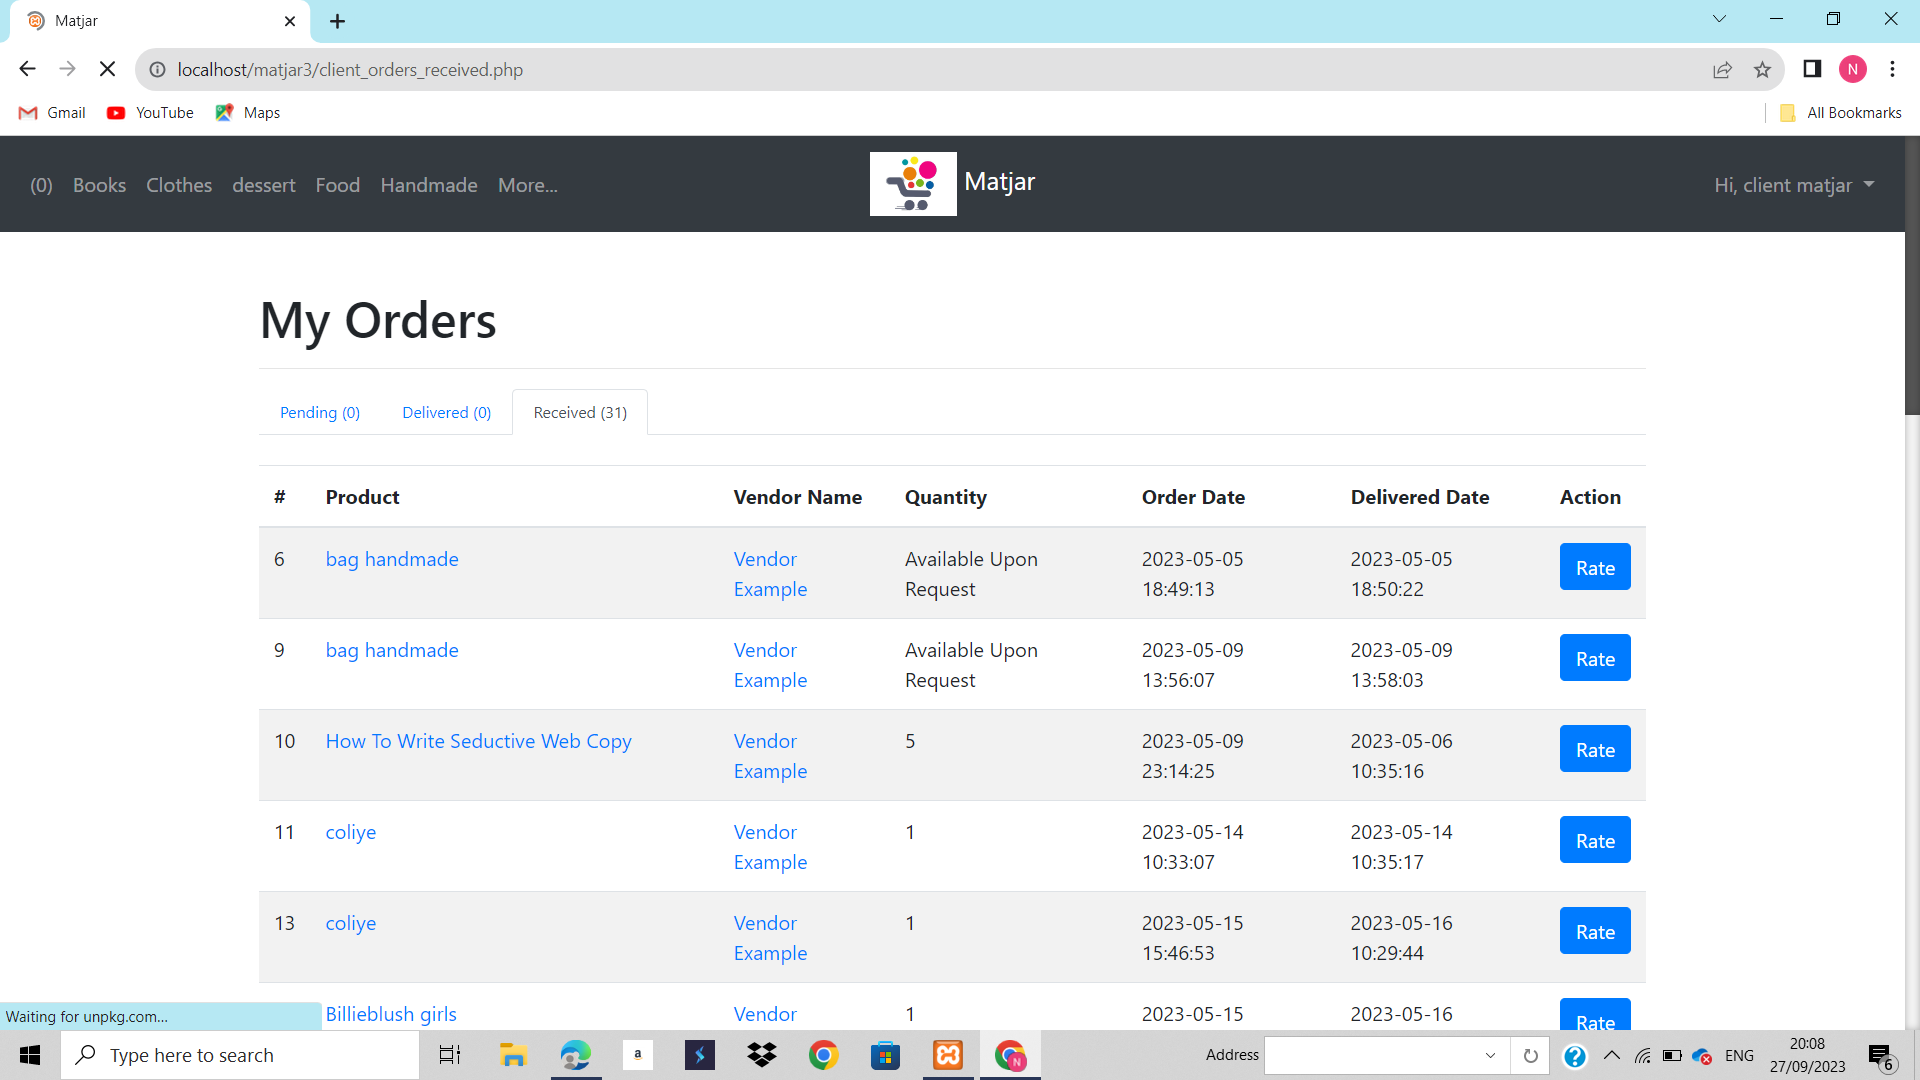 Matjar
localhost/matjar3/client_orders_received.php
N
Gmail YouTube Maps All Bookmarks
(0) Books Clothes dessert Food Handmade More... Matjar Hi, client matjar
My Orders
Pending (0) Delivered (0) Received (31)
# Product Vendor Name Quantity Order Date Delivered Date Action
6 bag handmade Vendor Available Upon 2023-05-05 2023-05-05 Rate
Example Request 18:49:13 18:50:22
9 bag handmade Vendor Available Upon 2023-05-09 2023-05-09 Rate
Example Request 13:56:07 13:58:03
10 How To Write Seductive Web Copy Vendor 5 2023-05-09 2023-05-06 Rate
Example 23:14:25 10:35:16
11 coliye Vendor 1 2023-05-14 2023-05-14 Rate
Example 10:33:07 10:35:17
13 coliye Vendor 1 2023-05-15 2023-05-16 Rate
Example 15:46:53 10:29:44
Billieblush girls Vendor 1 2023-05-15 2023-05-16 Rate
Waiting for unpkg.com...
Type here to search a N Address ENG 20:08
27/09/2023 6